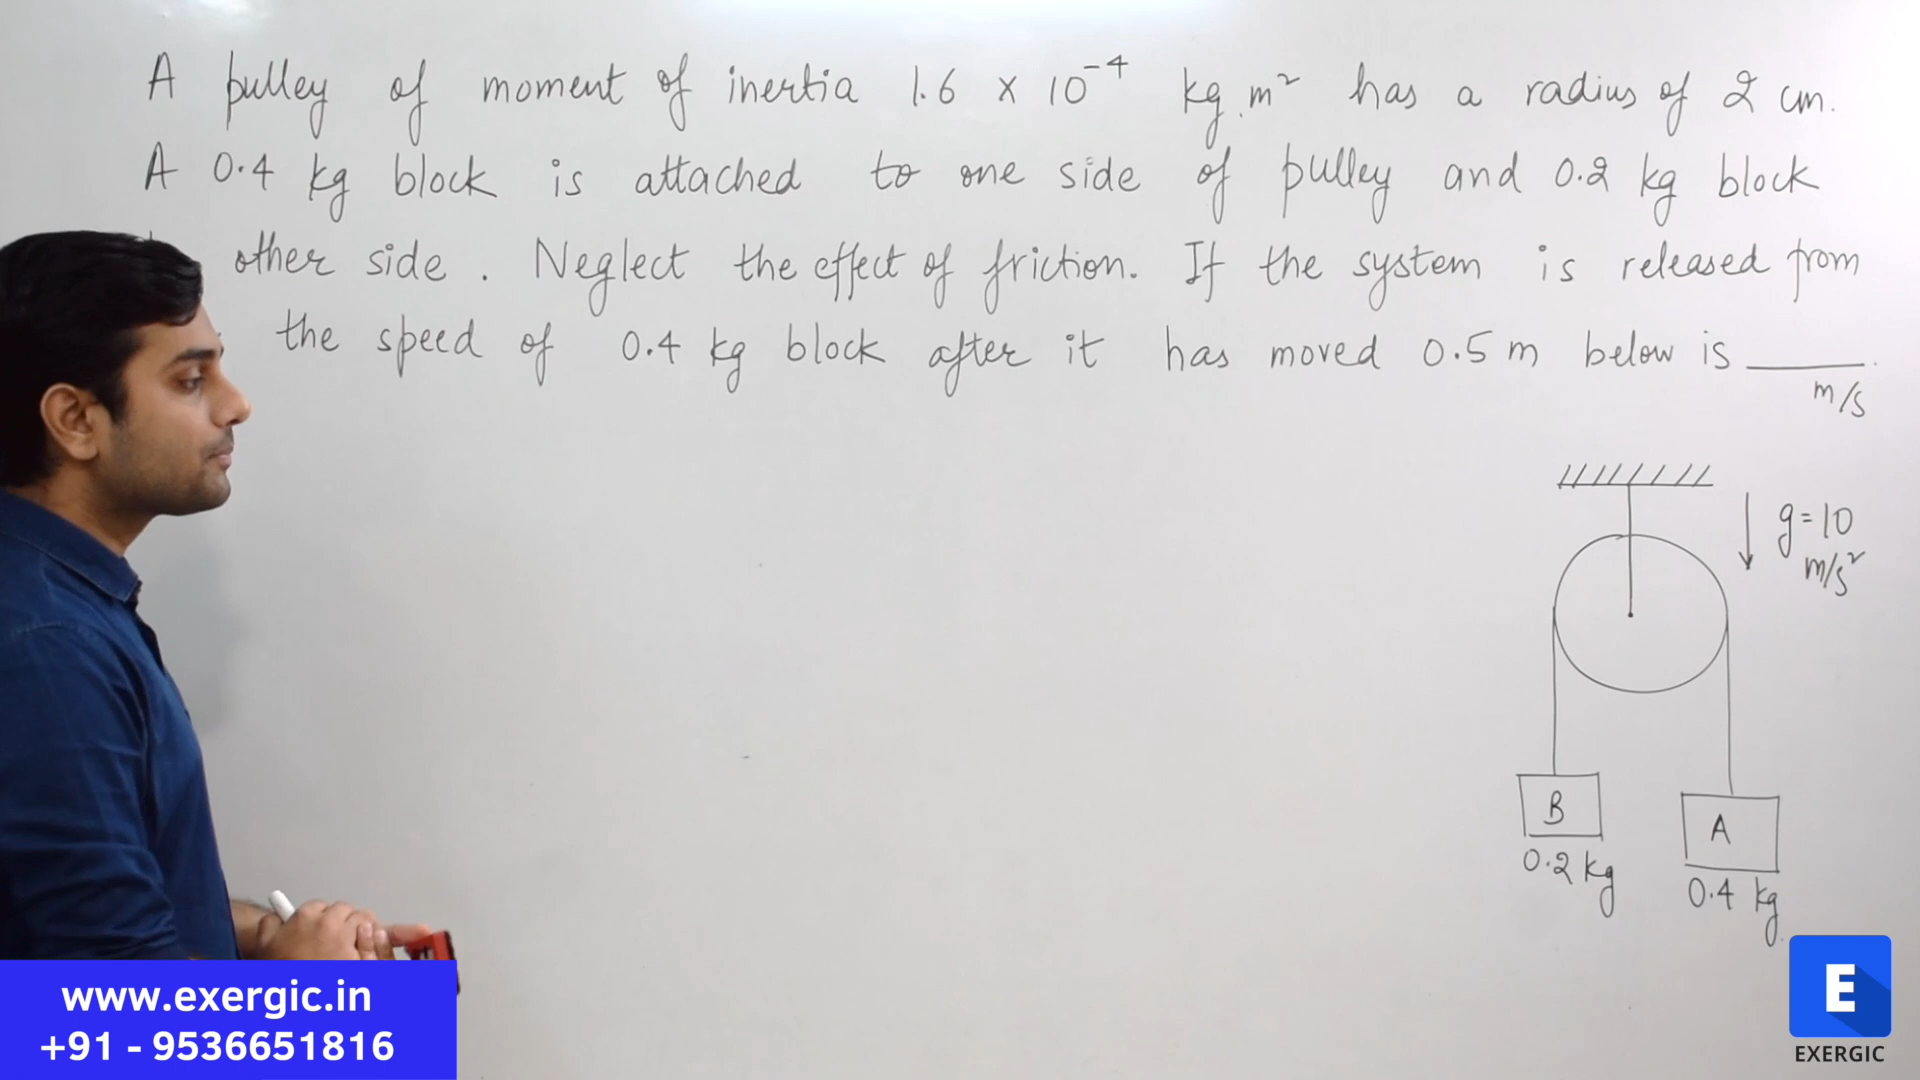 A pulley of moment of inertia 1.6 x 10⁻⁴ kg.m² has a radius of 2 cm.
A 0.4 kg block is attached to one side of pulley and 0.2 kg block
other side. Neglect the effect of friction. If the system is released from
the speed of 0.4 kg block after it has moved 0.5 m below is ____.
m/s
g=10
m/s²
B
A
0.2 kg
0.4 kg
www.exergic.in
+91 - 9536651816
E
EXERGIC